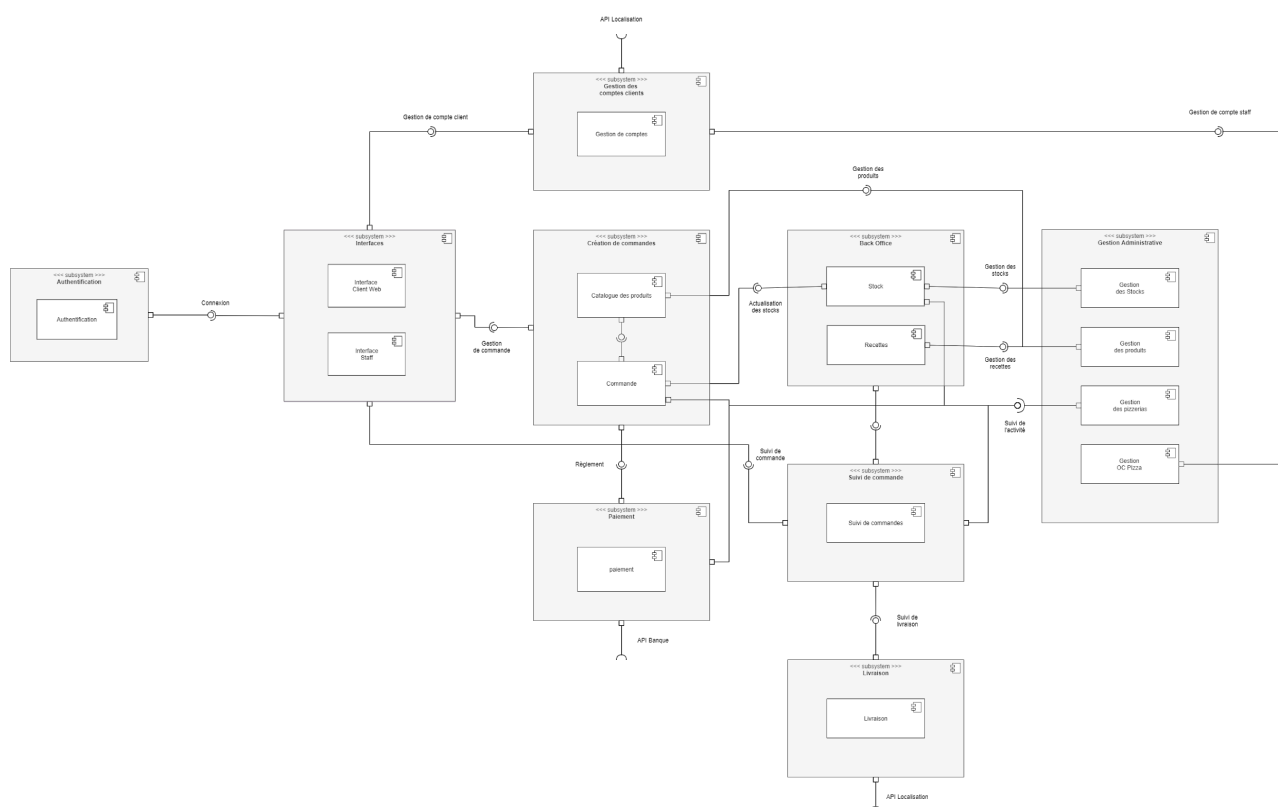 API Localisation
<<< subsystem >>>
Gestion des
comptes clients
Gestion de comptes
Gestion de compte client
Gestion de compte staff
Gestion des
produits
<<< subsystem >>>
Authentification
Authentification
Connexion
<<< subsystem >>>
Interfaces
Interface
Client Web
Interface
Staff
Gestion
de commande
<<< subsystem >>>
Création de commandes
Catalogue des produits
Commande
Actualisation
des stocks
<<< subsystem >>>
Back Office
Stock
Recettes
Gestion des
stocks
Gestion des
recettes
Suivi de
l'activité
<<< subsystem >>>
Gestion Administrative
Gestion
des Stocks
Gestion
des produits
Gestion
des pizzerias
Gestion
OC Pizza
Règlement
Suivi de
commande
<<< subsystem >>>
Paiement
paiement
API Banque
<<< subsystem >>>
Suivi de commande
Suivi de commandes
Suivi de
livraison
<<< subsystem >>>
Livraison
Livraison
API Localisation